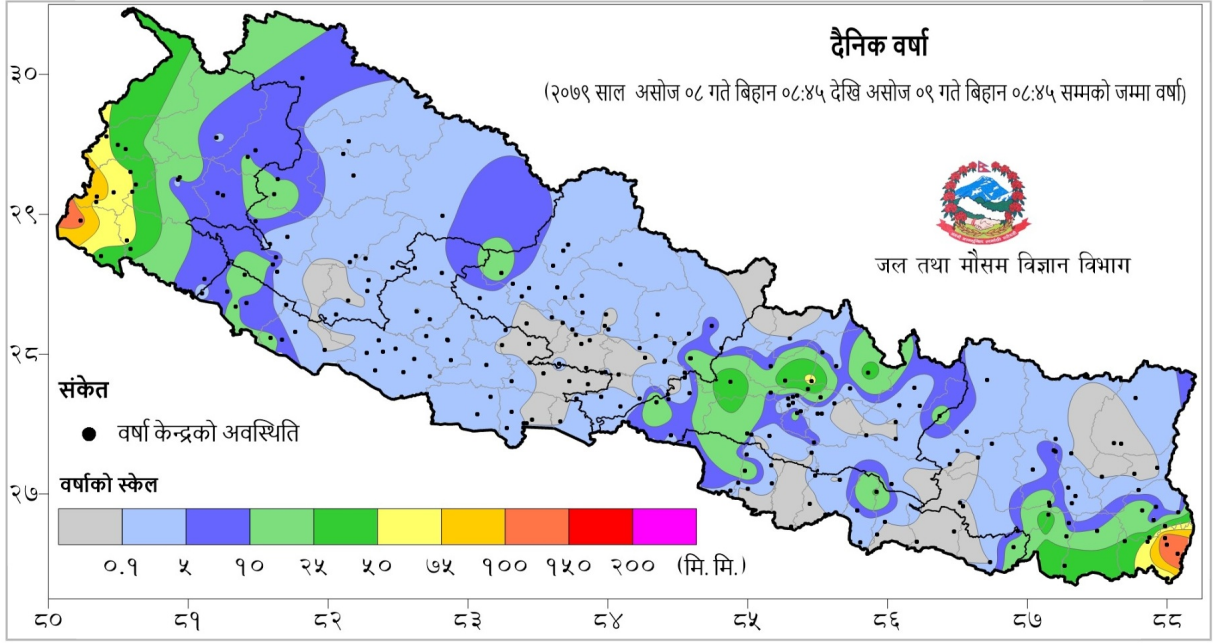 दैनिक वर्षा
(२०७९ साल असोज ०८ गते बिहान ०८:४५ देखि असोज ०९ गते बिहान ०८:४५ सम्मको जम्मा वर्षा)
जल तथा मौसम विज्ञान विभाग
३०
२९
२८
२७
संकेत
वर्षा केन्द्रको अवस्थिति
वर्षाको स्केल
०.१ ५ १० २५ ५० ७५ १०० १५० २०० (मि. मि.)
८० ८१ ८२ ८३ ८४ ८५ ८६ ८७ ८८